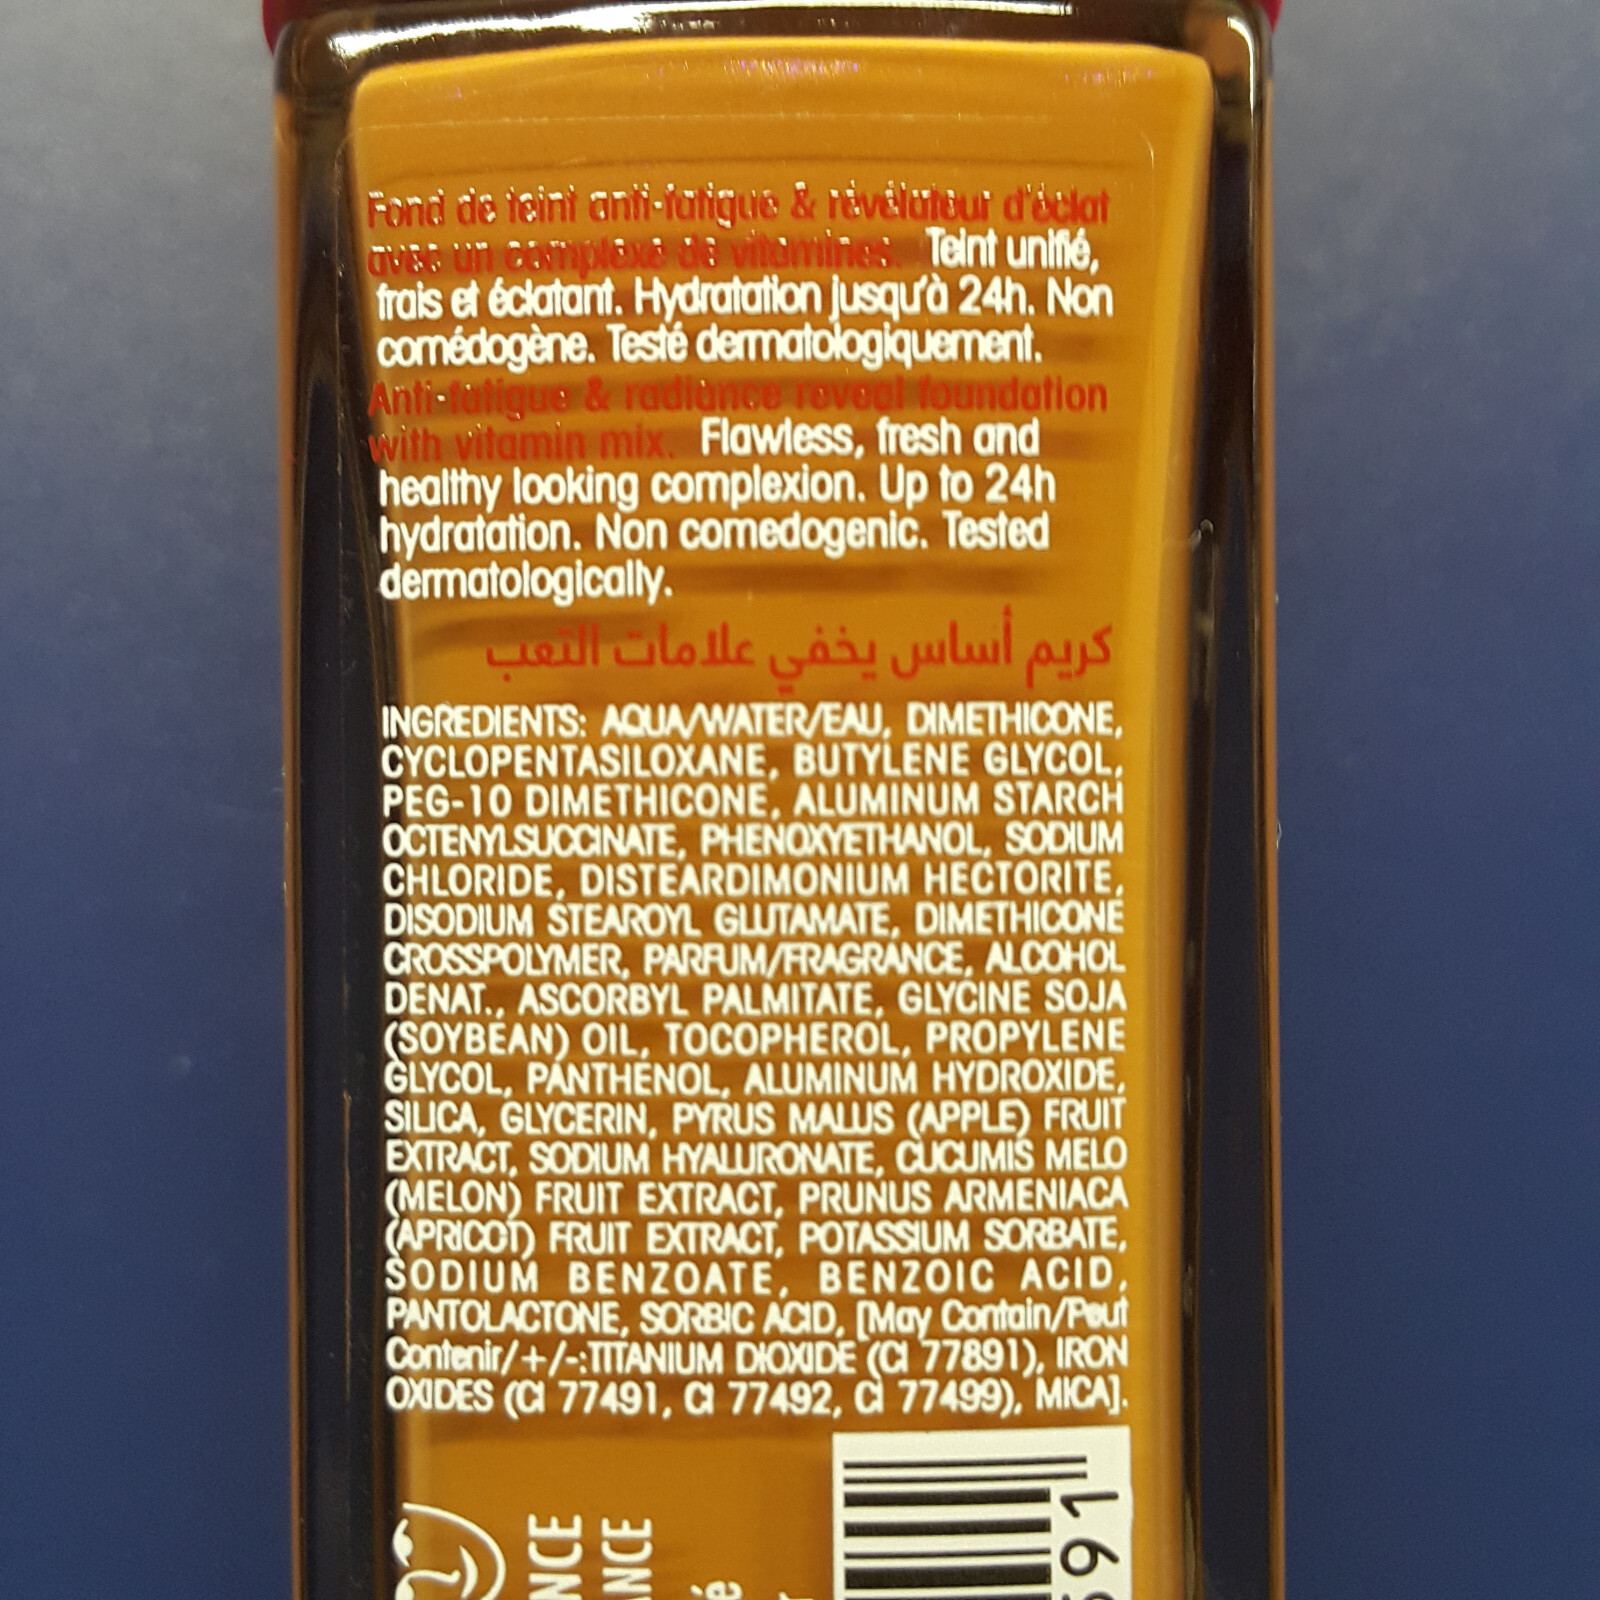 Fond de teint anti-fatigue & révélateur d'éclat
avec un complexe de vitamines. Teint unifié,
frais et éclatant. Hydratation jusqu'à 24h. Non
comédogène. Testé dermatologiquement.
Anti-fatigue & radiance reveal foundation
with vitamin mix. Flawless, fresh and
healthy looking complexion. Up to 24h
hydratation. Non comedogenic. Tested
dermatologically.
كريم أساس يخفي علامات التعب
INGREDIENTS: AQUA/WATER/EAU, DIMETHICONE,
CYCLOPENTASILOXANE, BUTYLENE GLYCOL,
PEG-10 DIMETHICONE, ALUMINUM STARCH
OCTENYLSUCCINATE, PHENOXYETHANOL, SODIUM
CHLORIDE, DISTEARDIMONIUM HECTORITE,
DISODIUM STEAROYL GLUTAMATE, DIMETHICONE
CROSSPOLYMER, PARFUM/FRAGRANCE, ALCOHOL
DENAT., ASCORBYL PALMITATE, GLYCINE SOJA
(SOYBEAN) OIL, TOCOPHEROL, PROPYLENE
GLYCOL, PANTHENOL, ALUMINUM HYDROXIDE,
SILICA, GLYCERIN, PYRUS MALUS (APPLE) FRUIT
EXTRACT, SODIUM HYALURONATE, CUCUMIS MELO
(MELON) FRUIT EXTRACT, PRUNUS ARMENIACA
(APRICOT) FRUIT EXTRACT, POTASSIUM SORBATE,
SODIUM BENZOATE, BENZOIC ACID,
PANTOLACTONE, SORBIC ACID, [May Contain/Peut
Contenir/+/-:TITANIUM DIOXIDE (CI 77891), IRON
OXIDES (CI 77491, CI 77492, CI 77499), MICA].